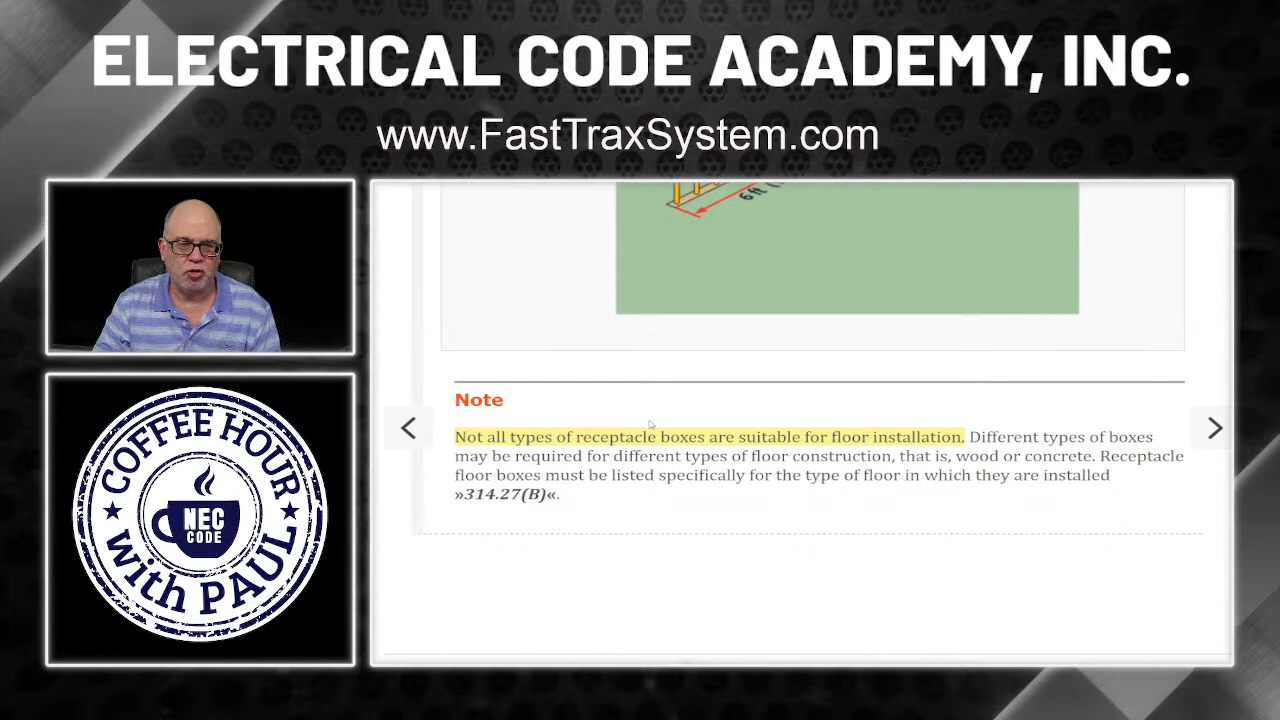 ELECTRICAL CODE ACADEMY, INC.
www.FastTraxSystem.com
6 ft
Note
Not all types of receptacle boxes are suitable for floor installation. Different types of boxes
may be required for different types of floor construction, that is, wood or concrete. Receptacle
floor boxes must be listed specifically for the type of floor in which they are installed
»314.27(B)«.
COFFEE HOUR
NEC
CODE
with PAUL